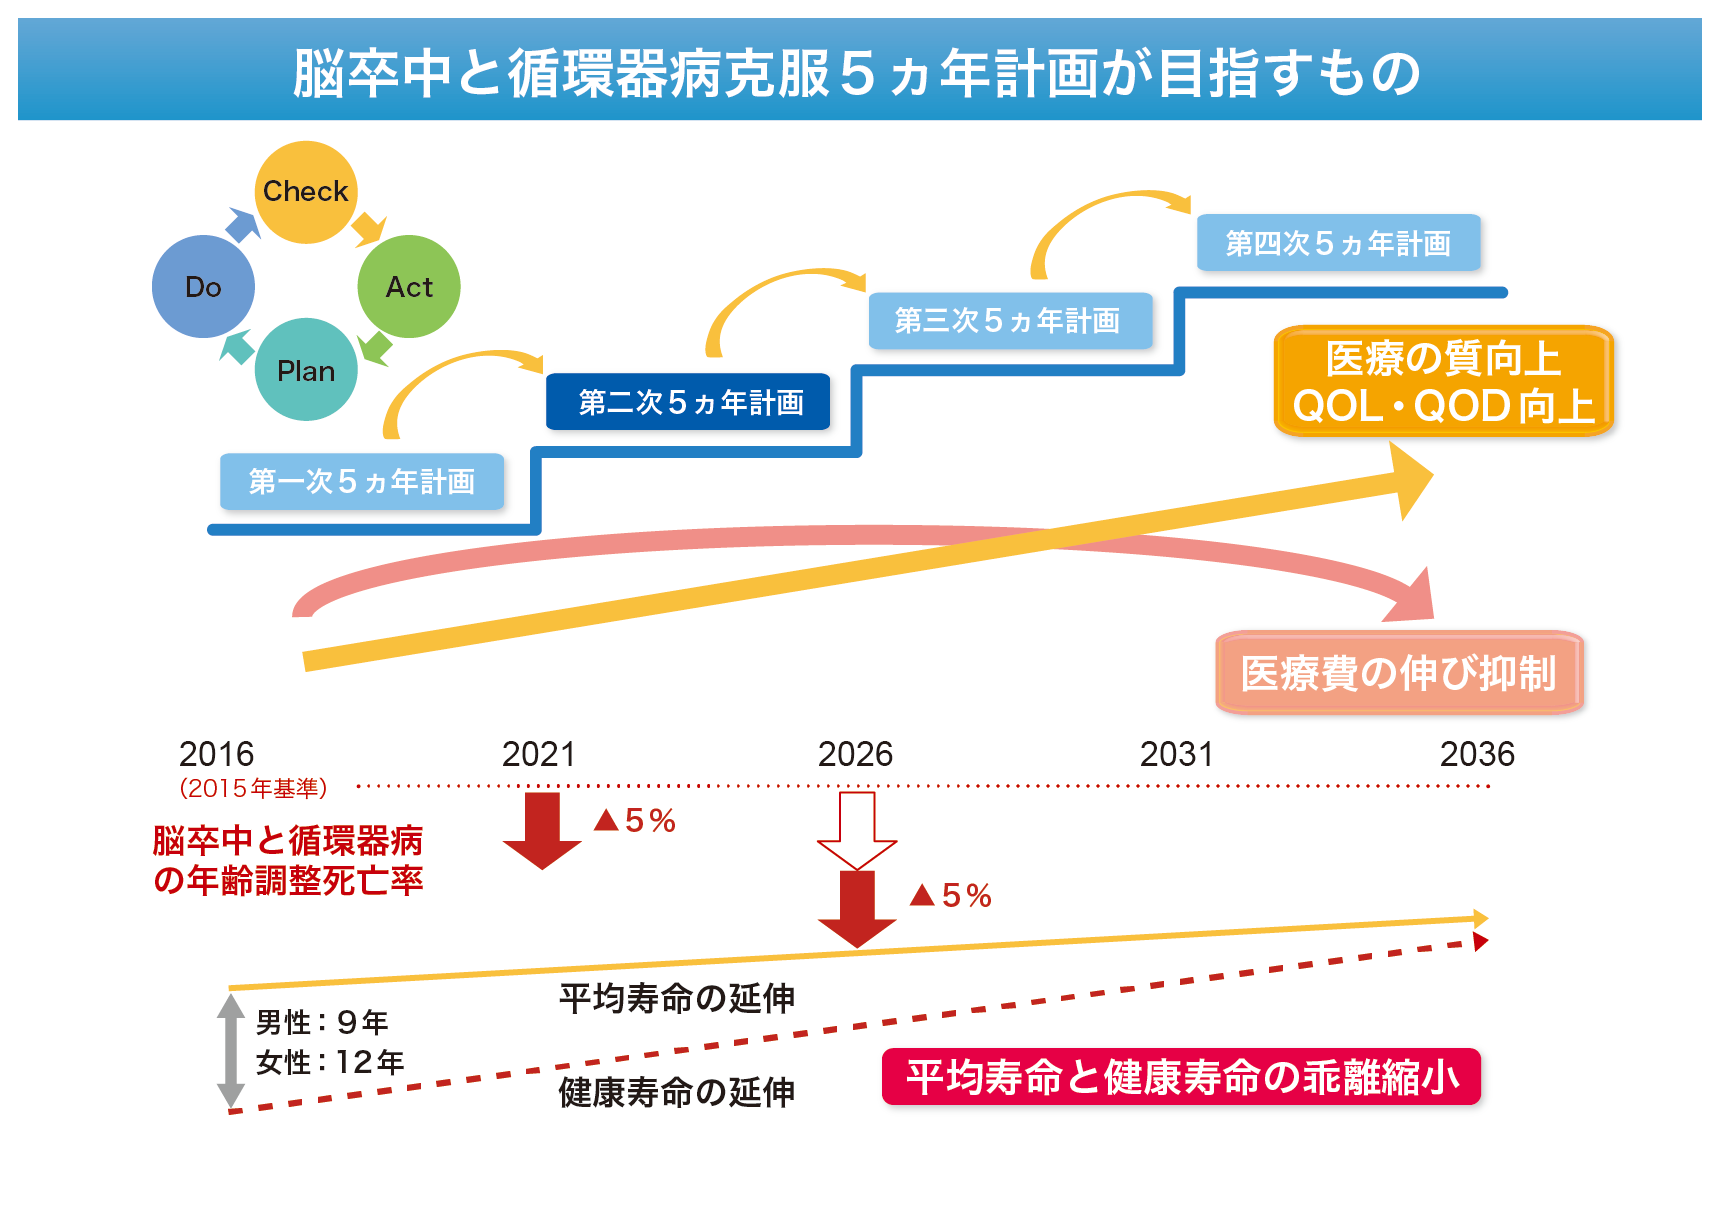 脳卒中と循環器病克服５ヵ年計画が目指すもの
Check
Do
Act
Plan
第一次５ヵ年計画
第二次５ヵ年計画
第三次５ヵ年計画
第四次５ヵ年計画
医療の質向上
QOL・QOD向上
医療費の伸び抑制
2016
2021
2026
2031
2036
（2015年基準）
▲5%
脳卒中と循環器病
の年齢調整死亡率
▲5%
平均寿命の延伸
男性：9年
女性：12年
健康寿命の延伸
平均寿命と健康寿命の乖離縮小